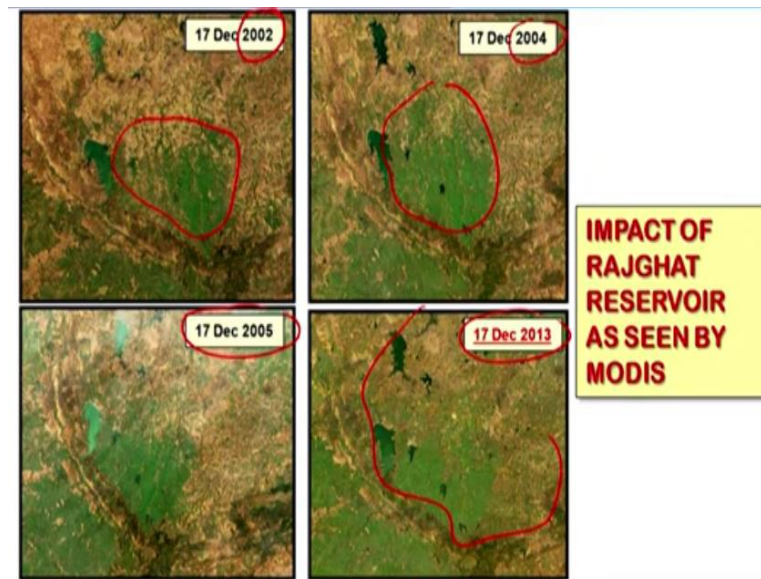 17 Dec 2002
17 Dec 2004
17 Dec 2005
17 Dec 2013
IMPACT OF
RAJGHAT
RESERVOIR
AS SEEN BY
MODIS